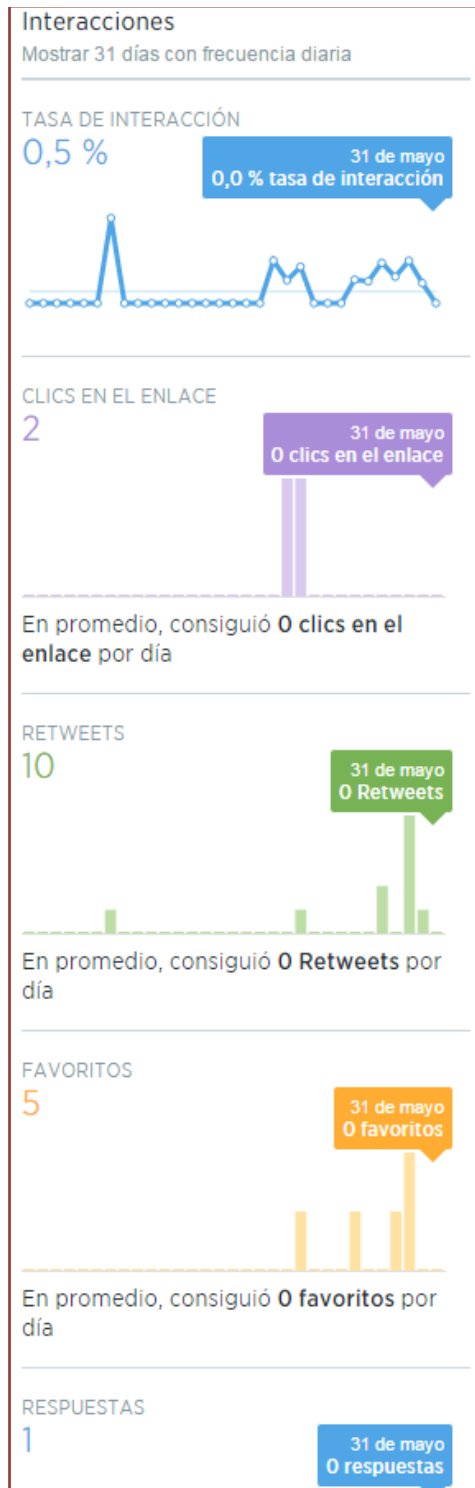 Interacciones
Mostrar 31 días con frecuencia diaria
TASA DE INTERACCIÓN
0,5 %
31 de mayo
0,0 % tasa de interacción
CLICS EN EL ENLACE
2
31 de mayo
0 clics en el enlace
En promedio, consiguió 0 clics en el
enlace por día
RETWEETS
10
31 de mayo
0 Retweets
En promedio, consiguió 0 Retweets por
día
FAVORITOS
5
31 de mayo
0 favoritos
En promedio, consiguió 0 favoritos por
día
RESPUESTAS
1
31 de mayo
0 respuestas